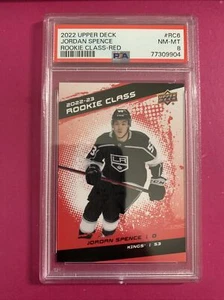 2022 UPPER DECK #RC6
JORDAN SPENCE NM-MT
ROOKIE CLASS-RED 8
PSA 77309904
2022-23
ROOKIE CLASS
JORDAN SPENCE | D
KINGS® | 53